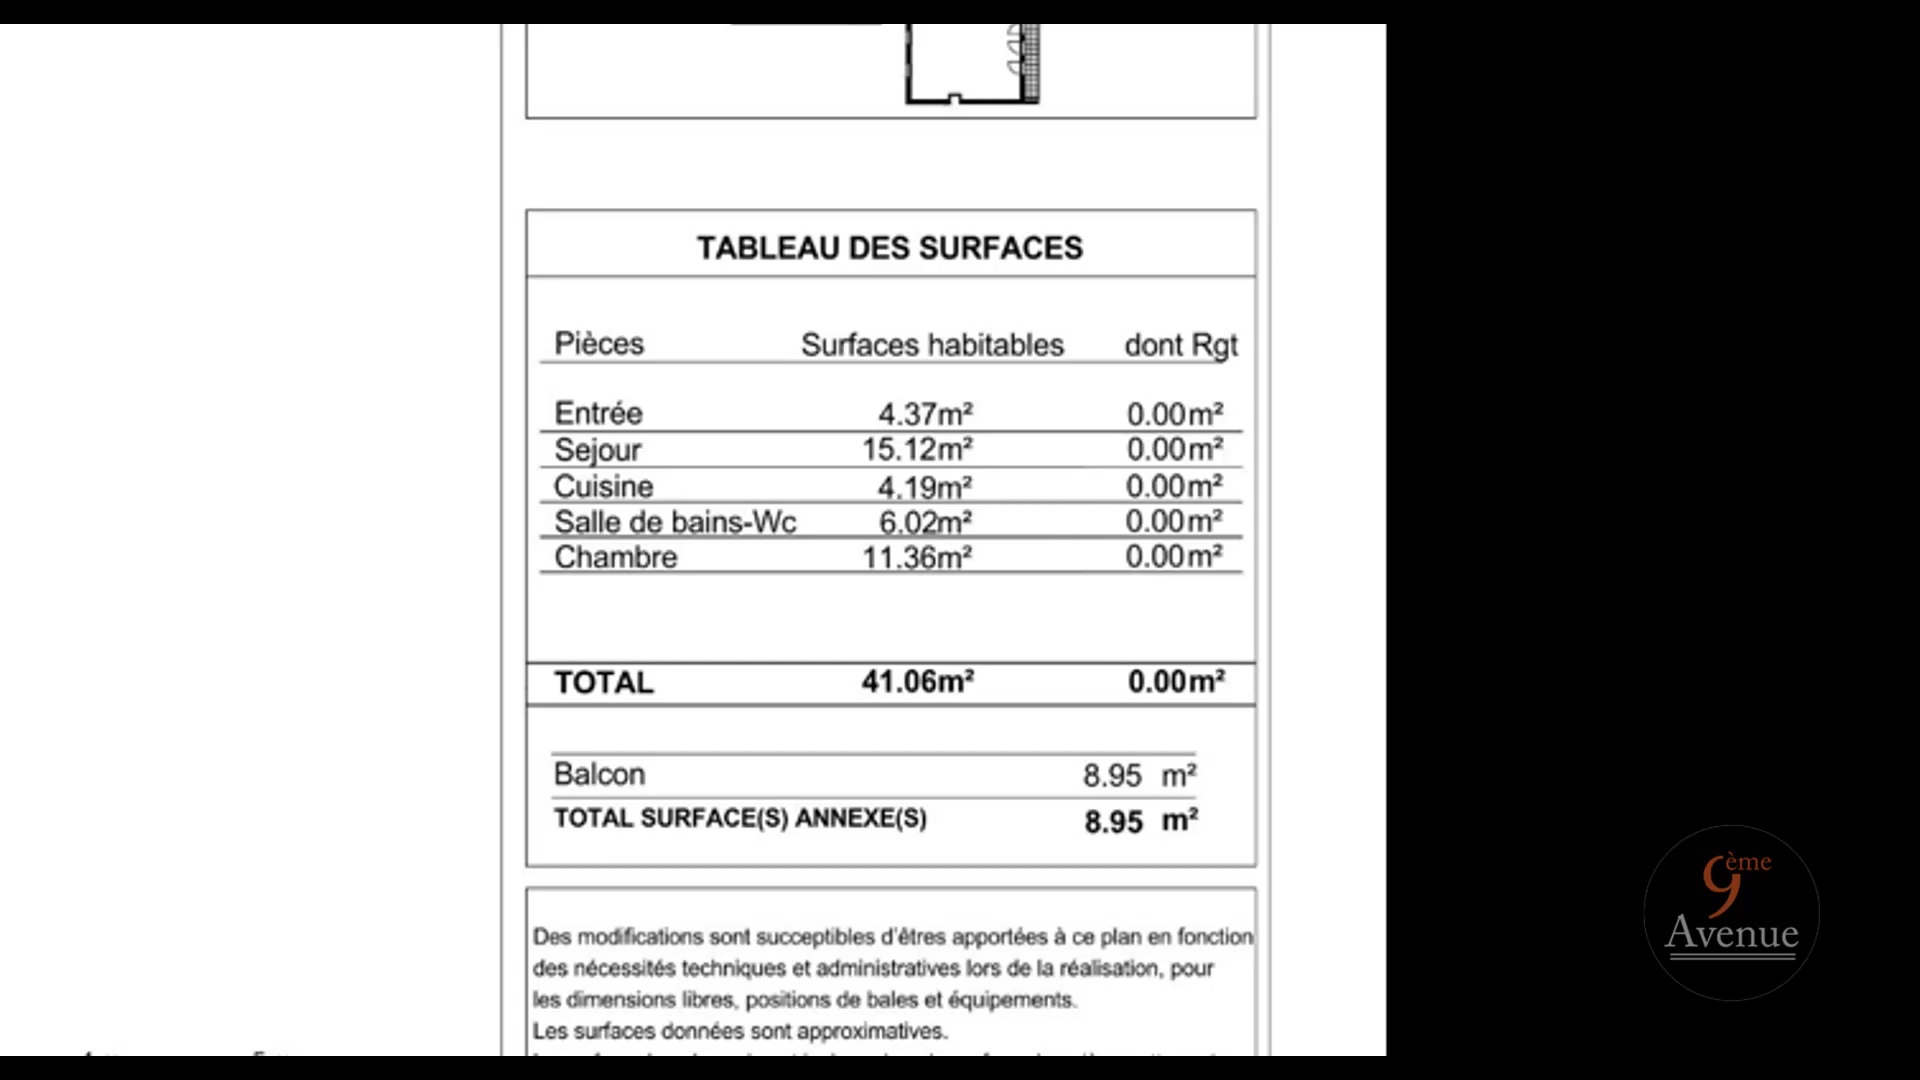 TABLEAU DES SURFACES
Pièces Surfaces habitables dont Rgt
Entrée 4.37m² 0.00m²
Sejour 15.12m² 0.00m²
Cuisine 4.19m² 0.00m²
Salle de bains-Wc 6.02m² 0.00m²
Chambre 11.36m² 0.00m²
TOTAL 41.06m² 0.00m²
Balcon 8.95 m²
TOTAL SURFACE(S) ANNEXE(S) 8.95 m²
Des modifications sont succeptibles d'êtres apportées à ce plan en fonction
des nécessités techniques et administratives lors de la réalisation, pour
les dimensions libres, positions de bales et équipements.
Les surfaces données sont approximatives.
9ème
Avenue